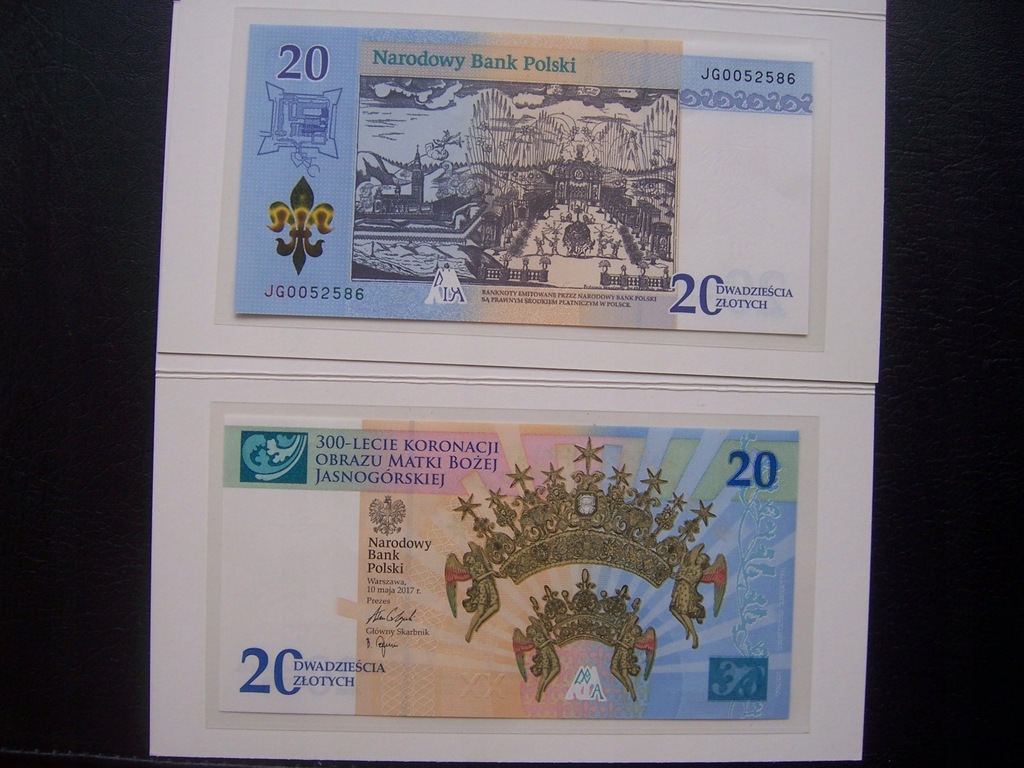 20
Narodowy Bank Polski
JG0052586
JG0052586
BANKNOTY EMITOWANE PRZEZ NARODOWY BANK POLSKI
SĄ PRAWNYM ŚRODKIEM PŁATNICZYM W POLSCE.
20 DWADZIEŚCIA
ZŁOTYCH
300-LECIE KORONACJI
OBRAZU MATKI BOŻEJ
JASNOGÓRSKIEJ
20
Narodowy
Bank
Polski
Warszawa,
10 maja 2017 r.
Prezes
Główny Skarbnik
20 DWADZIEŚCIA
ZŁOTYCH
XX